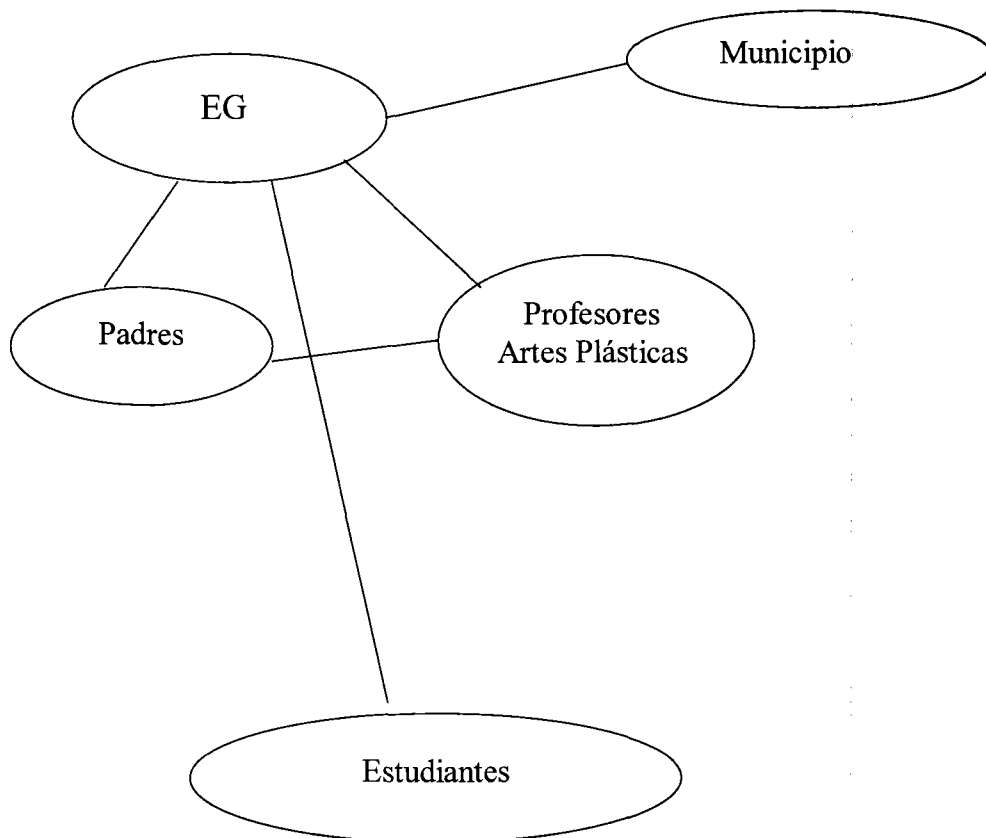 Municipio
EG
Padres
Profesores
Artes Plásticas
Estudiantes